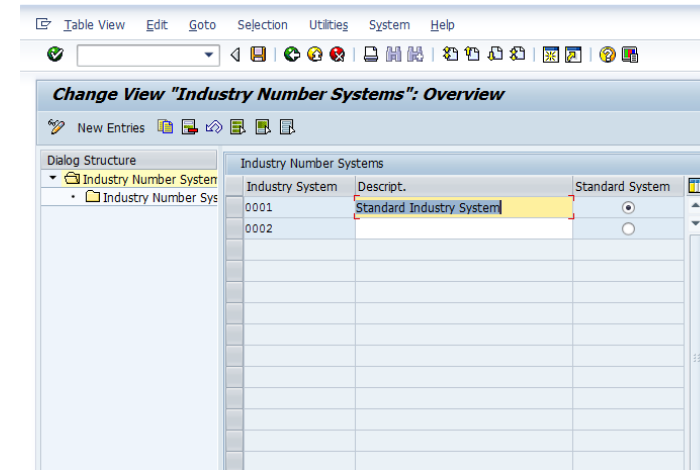 Table View Edit Goto Selection Utilities System Help
Change View "Industry Number Systems": Overview
New Entries
Dialog Structure
Industry Number System
Industry Number Sys
Industry Number Systems
Industry System Descript. Standard System
0001 Standard Industry System
0002